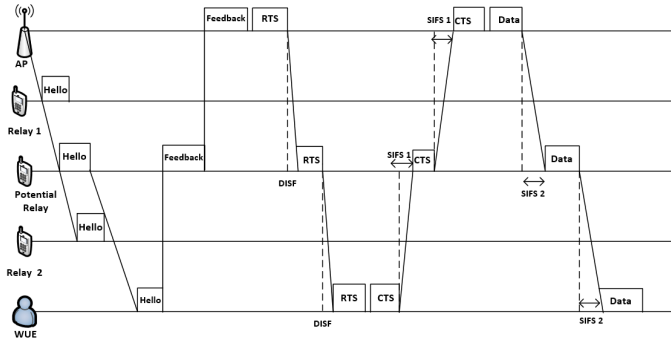 Feedback
RTS
SIFS 1
CTS
Data
AP
Hello
Relay 1
Hello
Feedback
RTS
SIFS 1
CTS
Data
Potential
Relay
DISF
SIFS 2
Hello
Relay 2
Hello
RTS
CTS
Data
WUE
DISF
SIFS 2